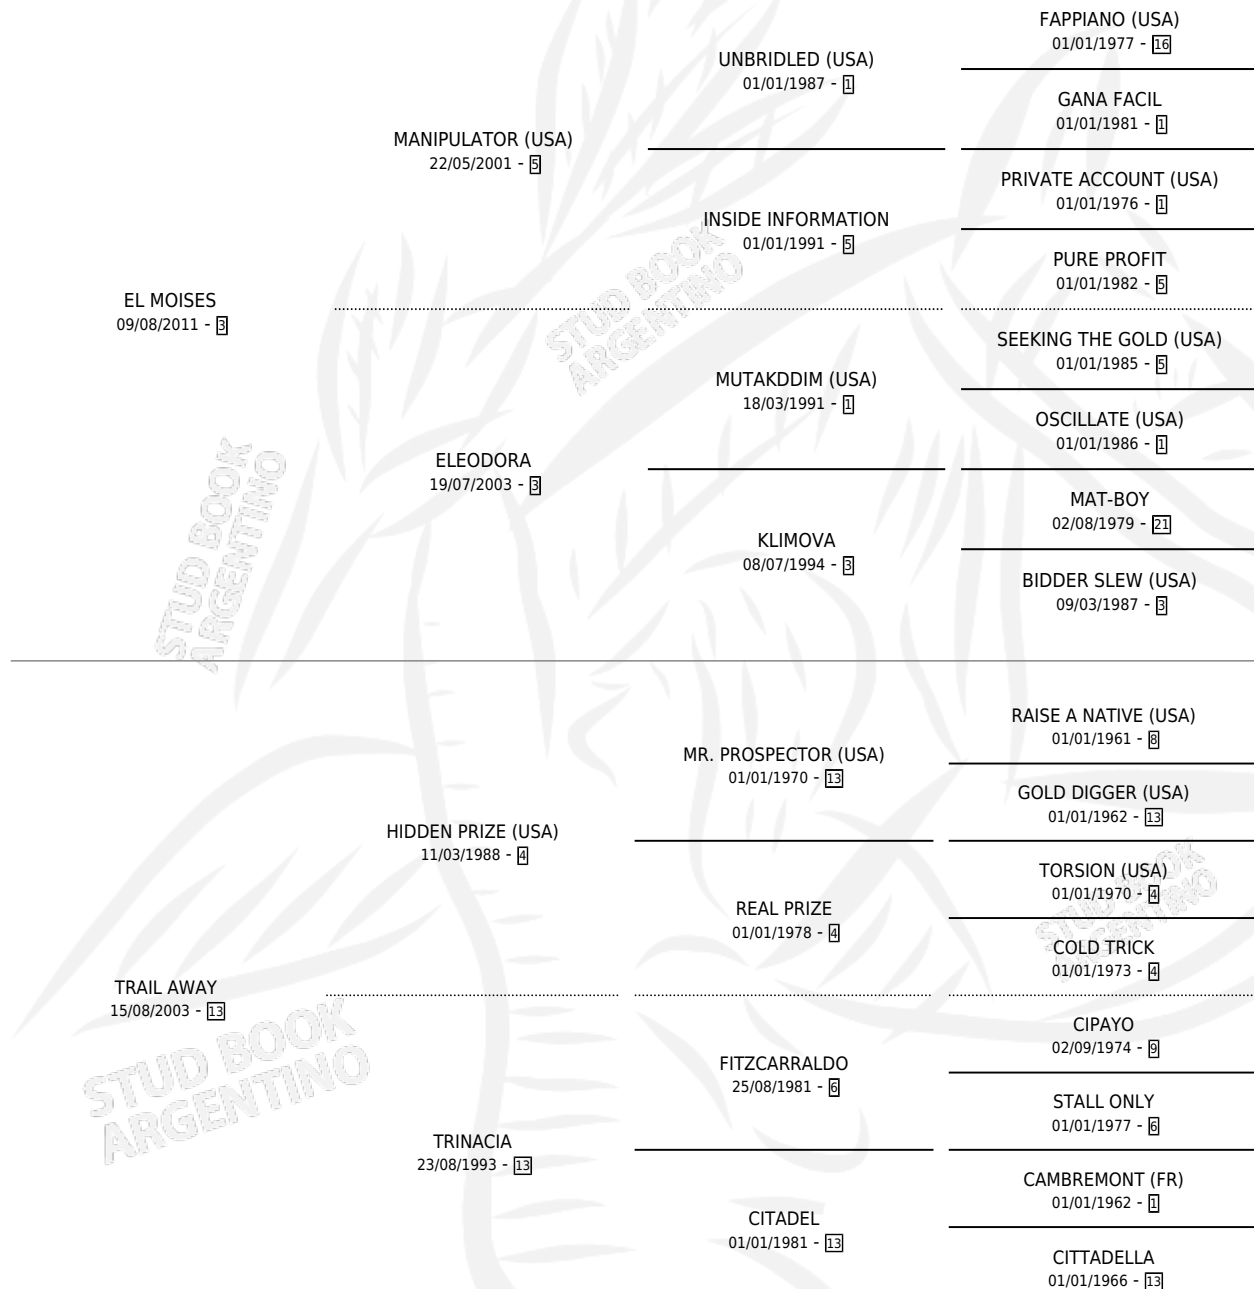 FAPPIANO (USA)
01/01/1977 - 16
UNBRIDLED (USA)
01/01/1987 - 1
GANA FACIL
01/01/1981 - 1
MANIPULATOR (USA)
22/05/2001 - 5
PRIVATE ACCOUNT (USA)
01/01/1976 - 1
INSIDE INFORMATION
01/01/1991 - 5
PURE PROFIT
01/01/1982 - 5
EL MOISES
09/08/2011 - 3
SEEKING THE GOLD (USA)
01/01/1985 - 5
MUTAKDDIM (USA)
18/03/1991 - 1
OSCILLATE (USA)
01/01/1986 - 1
ELEODORA
19/07/2003 - 3
MAT-BOY
02/08/1979 - 21
KLIMOVA
08/07/1994 - 3
BIDDER SLEW (USA)
09/03/1987 - 3
RAISE A NATIVE (USA)
01/01/1961 - 8
MR. PROSPECTOR (USA)
01/01/1970 - 13
GOLD DIGGER (USA)
01/01/1962 - 13
HIDDEN PRIZE (USA)
11/03/1988 - 4
TORSION (USA)
01/01/1970 - 4
REAL PRIZE
01/01/1978 - 4
COLD TRICK
01/01/1973 - 4
TRAIL AWAY
15/08/2003 - 13
CIPAYO
02/09/1974 - 9
FITZCARRALDO
25/08/1981 - 6
STALL ONLY
01/01/1977 - 6
TRINACIA
23/08/1993 - 13
CAMBREMONT (FR)
01/01/1962 - 1
CITADEL
01/01/1981 - 13
CITTADELLA
01/01/1966 - 13
STUD BOOK
ARGENTINO
STUD BOOK
ARGENTINO
STUD BOOK
ARGENTINO
STUD BOOK
ARGENTINO